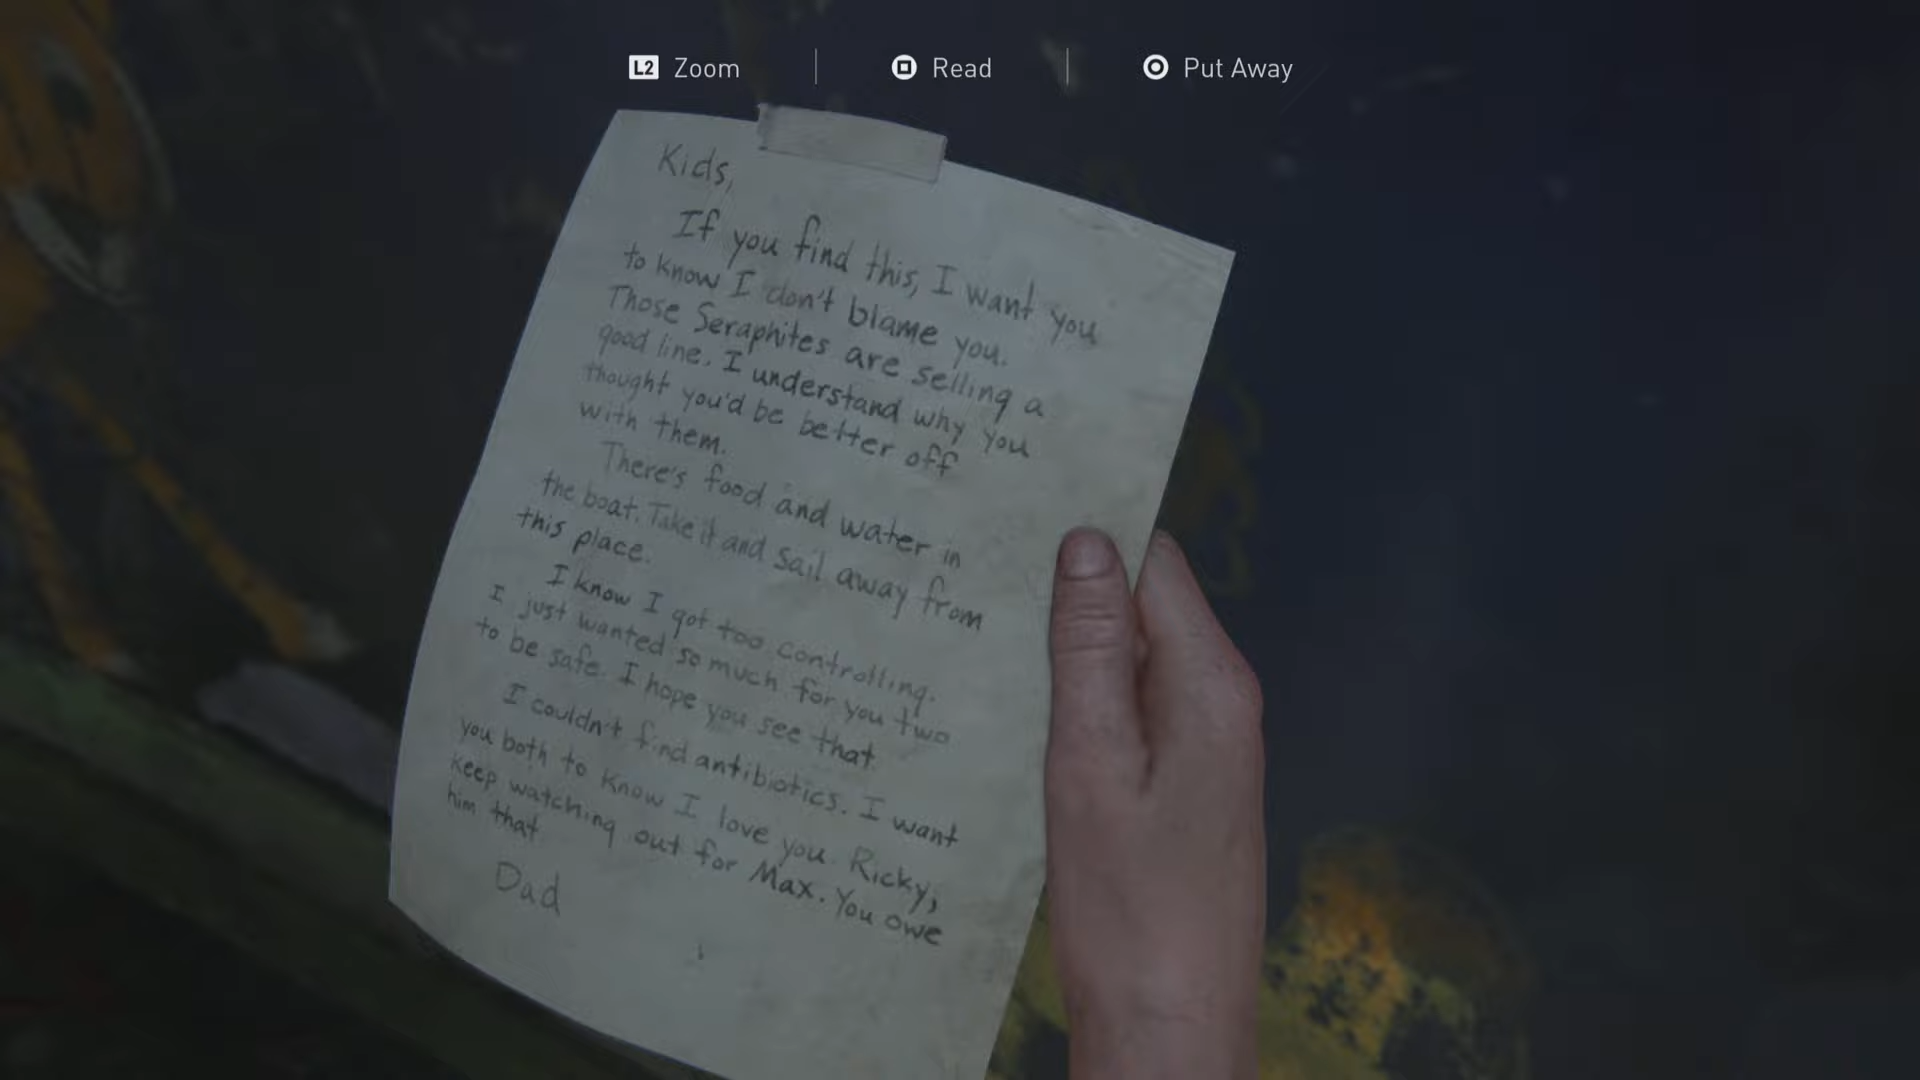 L2 Zoom | Read | Put Away
Kids,
If you find this, I want you
to know I don't blame you.
Those Seraphites are selling a
good line. I understand why you
thought you'd be better off
with them.
There's food and water in
the boat. Take it and sail away from
this place.
I know I got too controlling.
I just wanted so much for you two
to be safe. I hope you see that.
I couldn't find antibiotics. I want
you both to know I love you. Ricky,
keep watching out for Max. You owe
him that
Dad